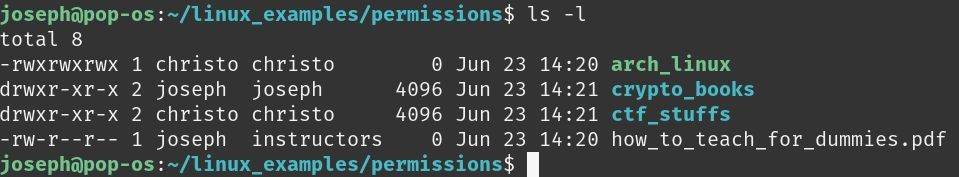 joseph@pop-os:~/linux_examples/permissions$ ls -l
total 8
-rwxrwxrwx 1 christo christo        0 Jun 23 14:20 arch_linux
drwxr-xr-x 2 joseph  joseph      4096 Jun 23 14:21 crypto_books
drwxr-xr-x 2 christo christo     4096 Jun 23 14:21 ctf_stuffs
-rw-r--r-- 1 joseph  instructors    0 Jun 23 14:20 how_to_teach_for_dummies.pdf
joseph@pop-os:~/linux_examples/permissions$